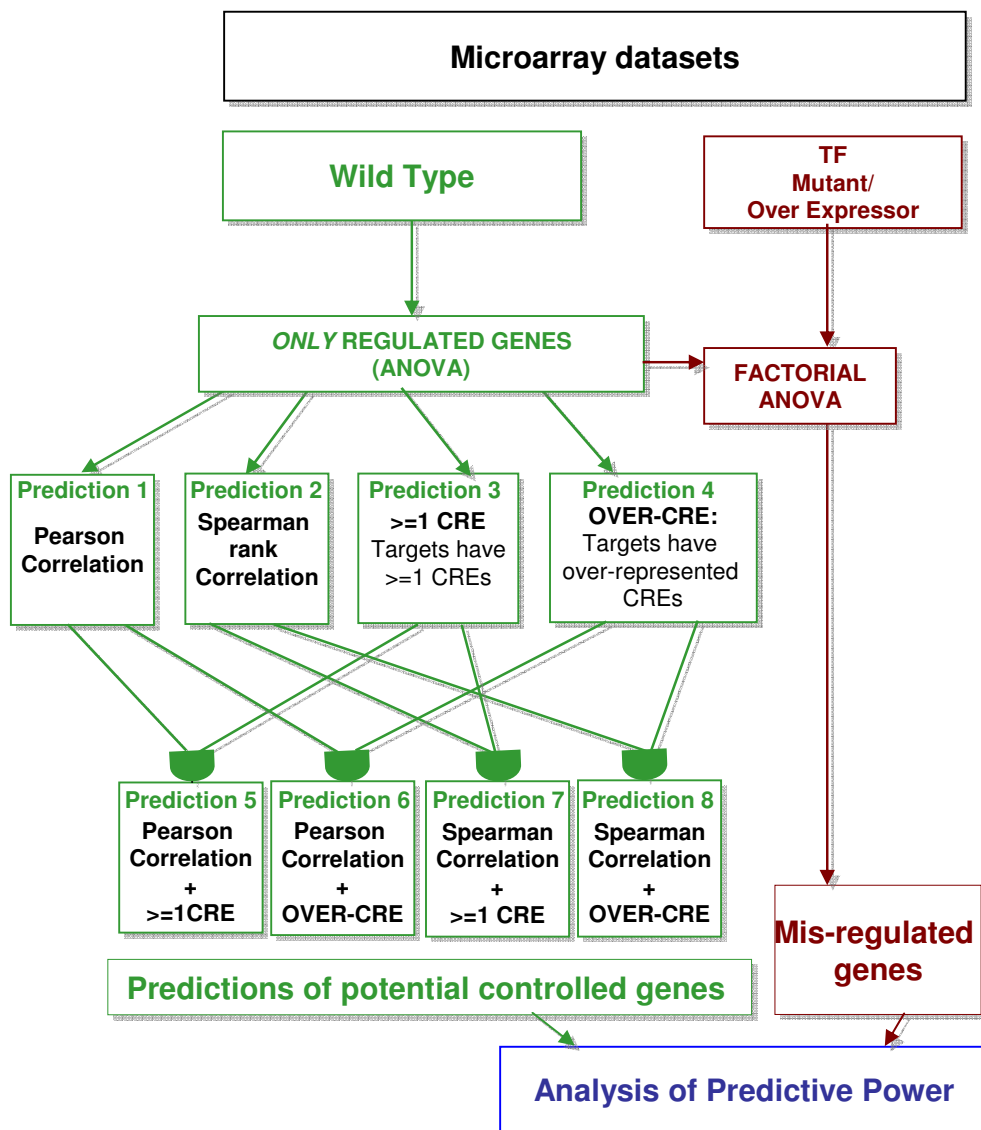 Microarray datasets
Wild Type
TF
Mutant/
Over Expressor
ONLY REGULATED GENES
(ANOVA)
FACTORIAL
ANOVA
Prediction 1
Pearson
Correlation
Prediction 2
Spearman
rank
Correlation
Prediction 3
>=1 CRE
Targets have
>=1 CREs
Prediction 4
OVER-CRE:
Targets have
over-represented
CREs
Prediction 5
Pearson
Correlation
+
>=1CRE
Prediction 6
Pearson
Correlation
+
OVER-CRE
Prediction 7
Spearman
Correlation
+
>=1 CRE
Prediction 8
Spearman
Correlation
+
OVER-CRE
Mis-regulated
genes
Predictions of potential controlled genes
Analysis of Predictive Power